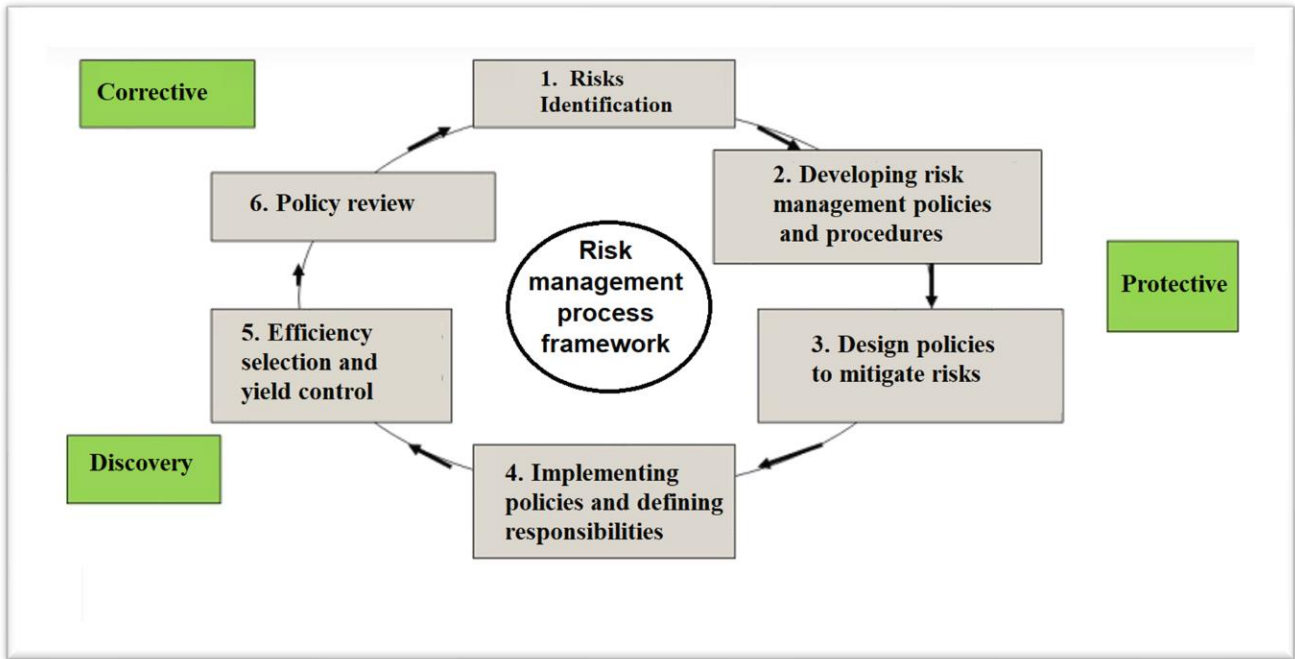 Corrective
1. Risks
Identification
2. Developing risk
management policies
and procedures
Protective
3. Design policies
to mitigate risks
4. Implementing
policies and defining
responsibilities
Discovery
5. Efficiency
selection and
yield control
6. Policy review
Risk
management
process
framework